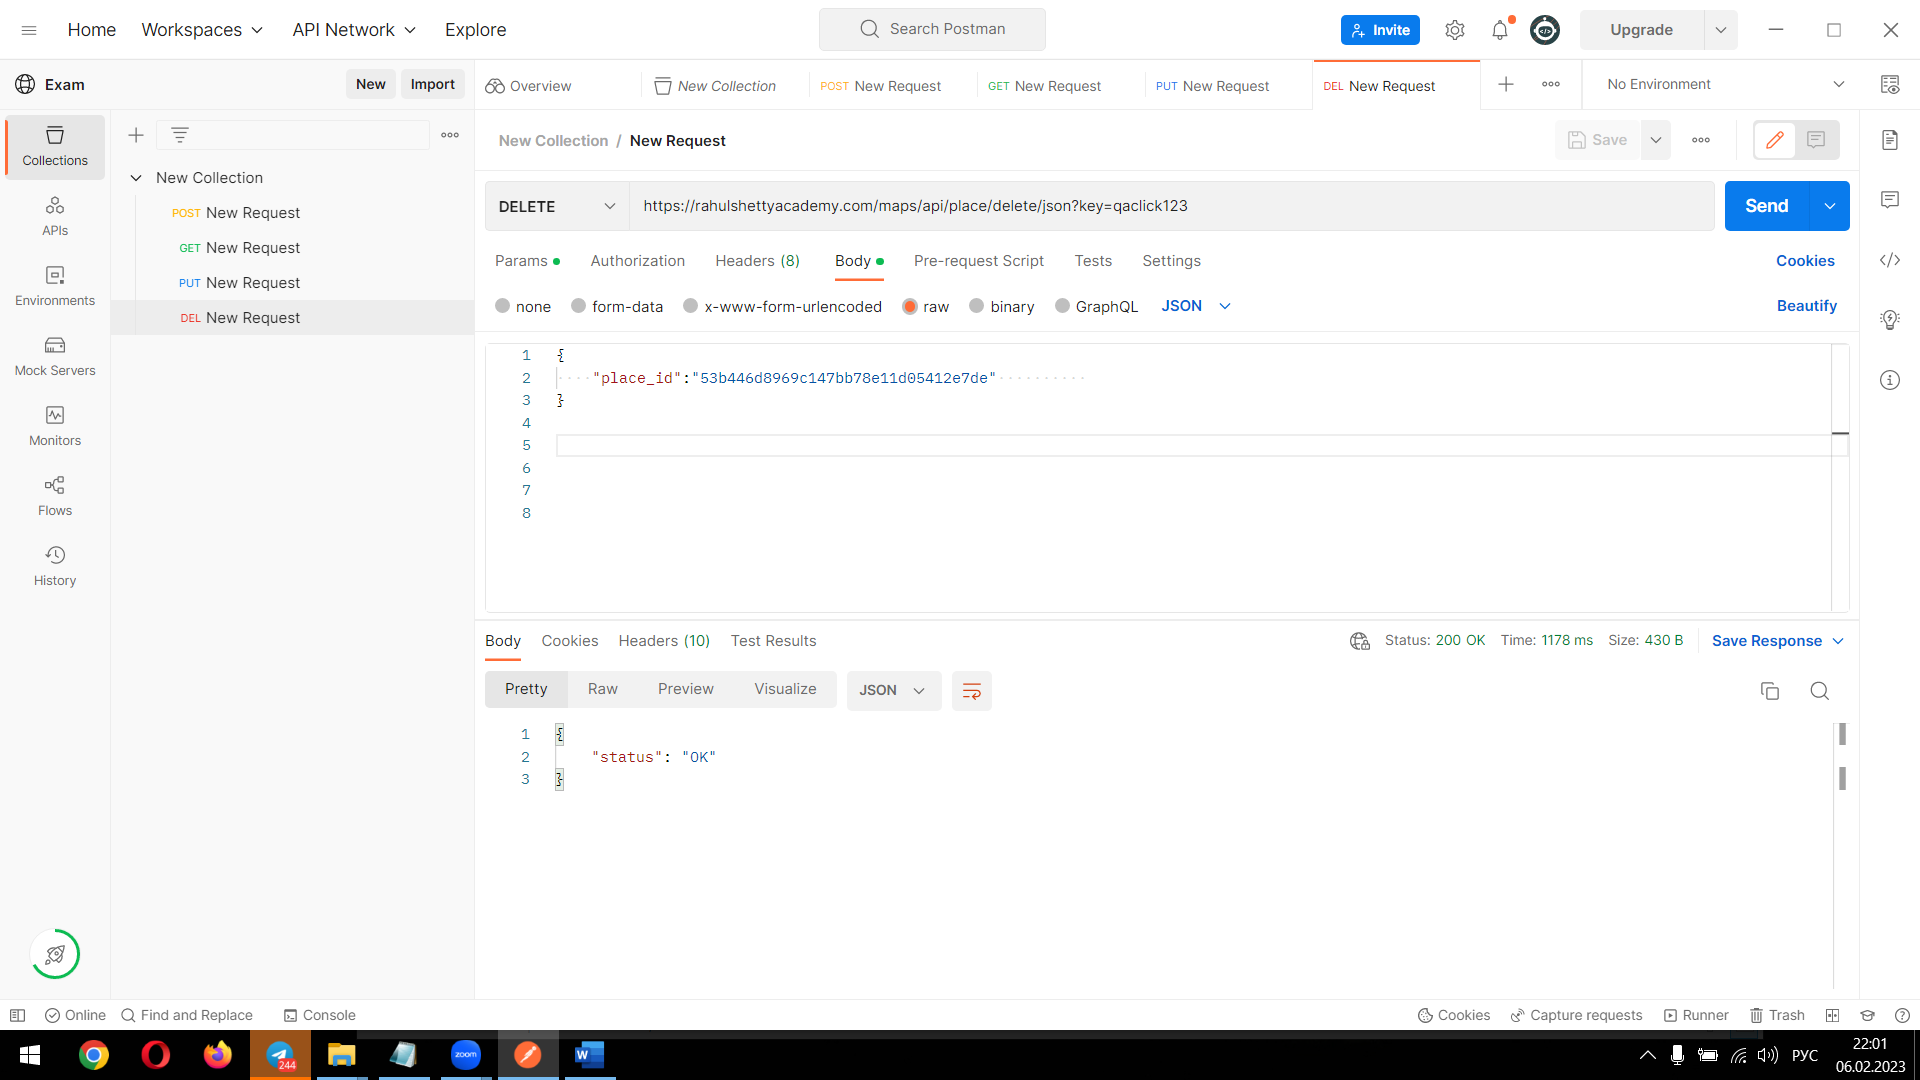 Home Workspaces API Network Explore Search Postman Invite Upgrade
Exam New Import Overview New Collection POST New Request GET New Request PUT New Request DEL New Request No Environment
Collections
APIs
Environments
Mock Servers
Monitors
Flows
History
New Collection
POST New Request
GET New Request
PUT New Request
DEL New Request
New Collection / New Request Save
DELETE https://rahulshettyacademy.com/maps/api/place/delete/json?key=qaclick123 Send
Params Authorization Headers (8) Body Pre-request Script Tests Settings Cookies
none form-data x-www-form-urlencoded raw binary GraphQL JSON Beautify
1 {
2 "place_id":"53b446d8969c147bb78e11d05412e7de"
3 }
4
5
6
7
8
Body Cookies Headers (10) Test Results Status: 200 OK Time: 1178 ms Size: 430 B Save Response
Pretty Raw Preview Visualize JSON
1 {
2 "status": "OK"
3 }
Online Find and Replace Console Cookies Capture requests Runner Trash
244 zoom W РУС 22:01
06.02.2023